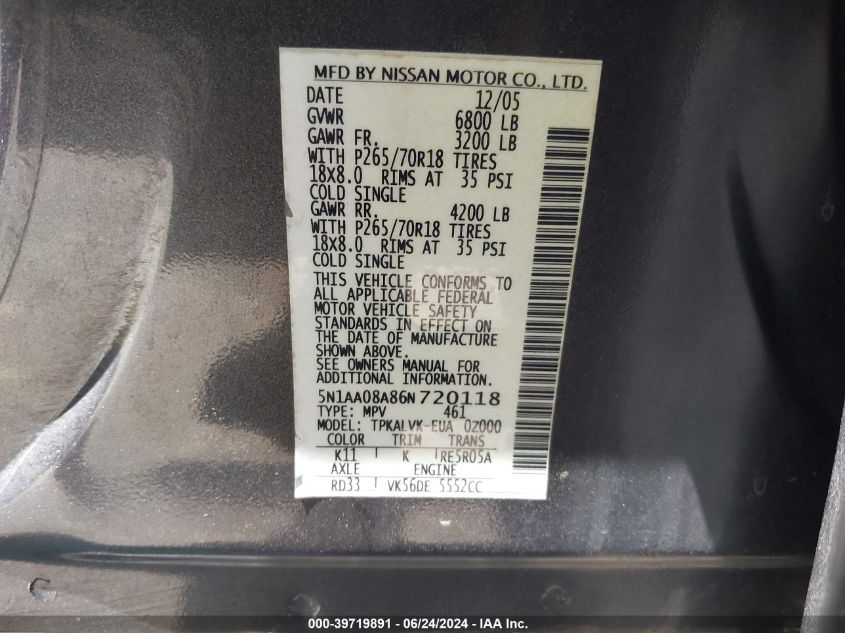 MFD BY NISSAN MOTOR CO., LTD.
DATE 12/05
GVWR 6800 LB
GAWR FR. 3200 LB
WITH P265/70R18 TIRES
18X8.0 RIMS AT 35 PSI
COLD SINGLE
GAWR RR. 4200 LB
WITH P265/70R18 TIRES
18X8.0 RIMS AT 35 PSI
COLD SINGLE
THIS VEHICLE CONFORMS TO
ALL APPLICABLE FEDERAL
MOTOR VEHICLE SAFETY
STANDARDS IN EFFECT ON
THE DATE OF MANUFACTURE
SHOWN ABOVE.
SEE OWNERS MANUAL FOR
ADDITIONAL INFORMATION.
5N1AA08A86N720118
TYPE: MPV 461
MODEL: TPKALVK-EUA 0Z000
COLOR TRIM TRANS
K11 K RE5R05A
AXLE ENGINE
RD33 VK56DE 5552CC
000-39719891 - 06/24/2024 - IAA Inc.